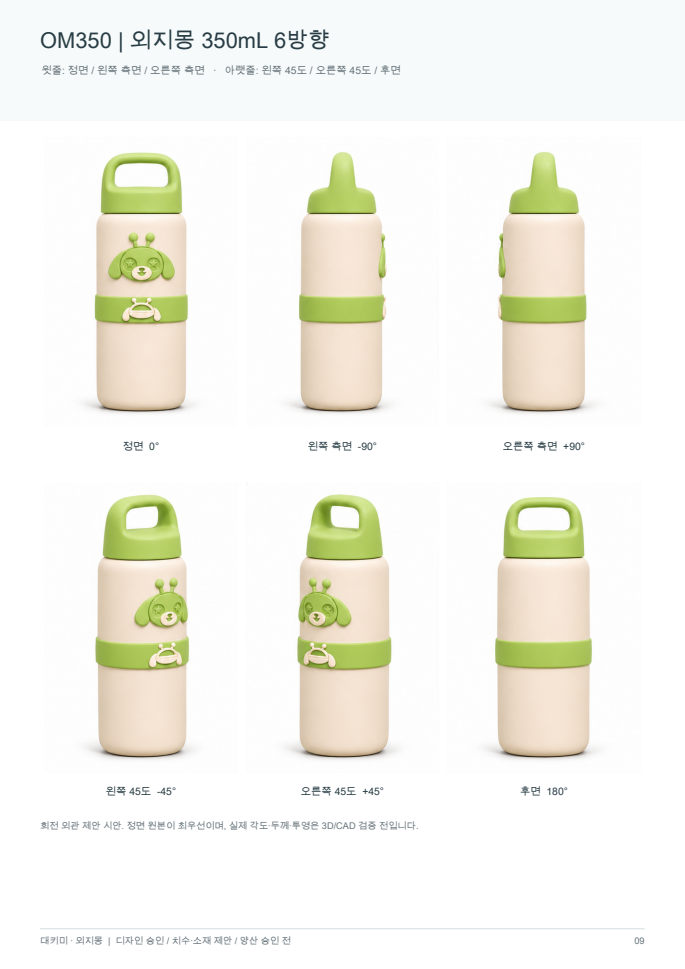 OM350 | 외지몽 350mL 6방향
윗줄: 정면 / 왼쪽 측면 / 오른쪽 측면 · 아랫줄: 왼쪽 45도 / 오른쪽 45도 / 후면
정면 0°
왼쪽 측면 -90°
오른쪽 측면 +90°
왼쪽 45도 -45°
오른쪽 45도 +45°
후면 180°
회전 외관 제안 시안. 정면 원본이 최우선이며, 실제 각도·두께·투영은 3D/CAD 검증 전입니다.
대키미 · 외지몽 | 디자인 승인 / 치수·소재 제안 / 양산 승인 전
09